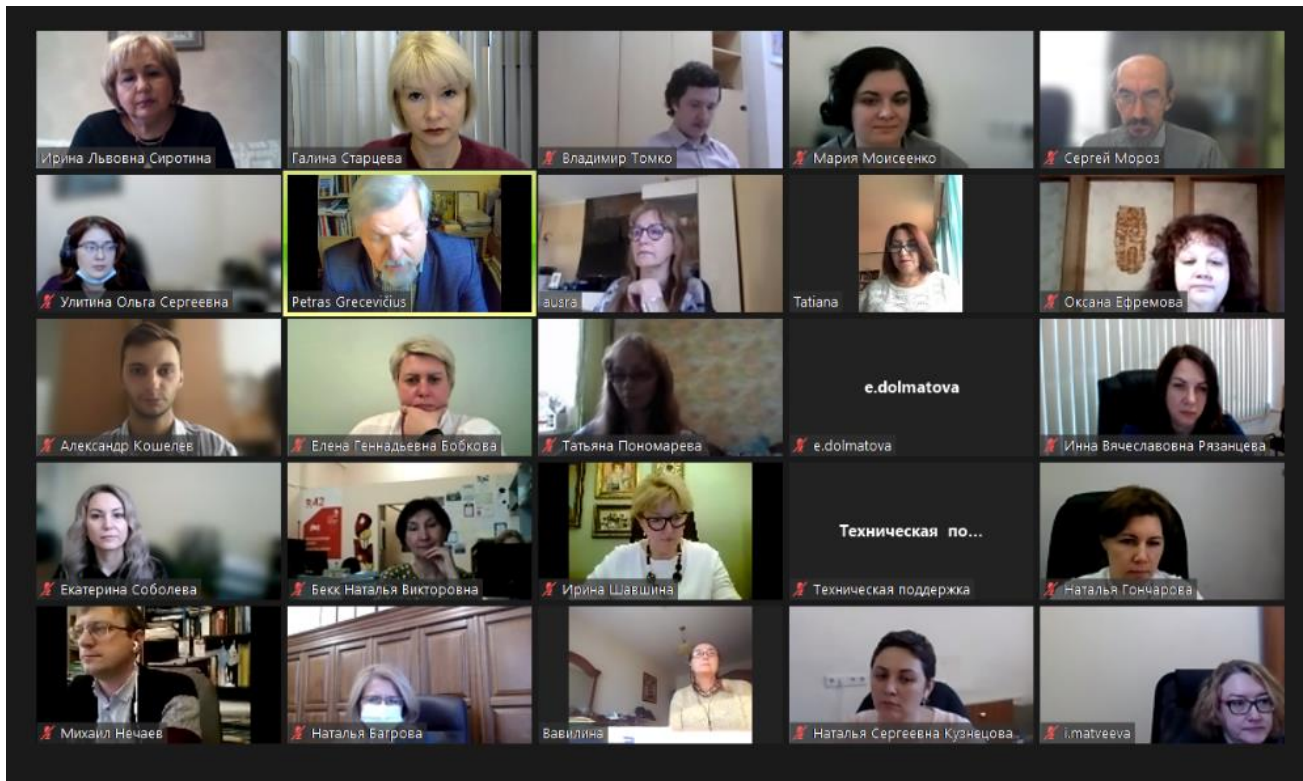 Ирина Львовна Сиротина
Галина Старцева
Владимир Томко
Мария Моисеенко
Сергей Мороз
Улитина Ольга Сергеевна
Petras Grecevičius
ausra
Tatiana
Оксана Ефремова
Александр Кошелев
Елена Геннадьевна Бобкова
Татьяна Пономарева
e.dolmatova
e.dolmatova
Инна Вячеславовна Рязанцева
Екатерина Соболева
Бекк Наталья Викторовна
Ирина Шавшина
Техническая по...
Техническая поддержка
Наталья Гончарова
Михаил Нечаев
Наталья Багрова
Вавилина
Наталья Сергеевна Кузнецова
i.matveeva